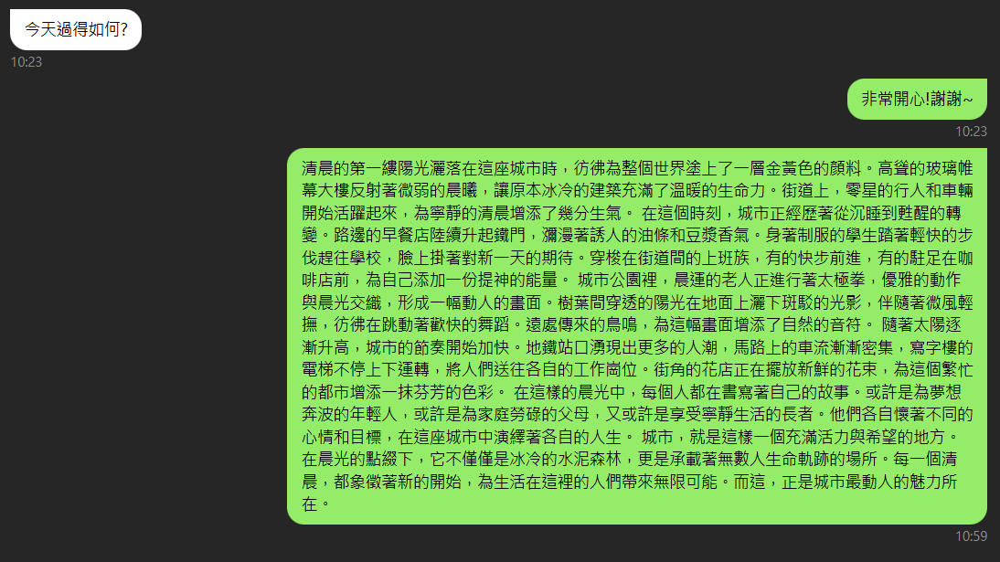 今天過得如何?
10:23
非常開心!謝謝~
10:23
清晨的第一縷陽光灑落在這座城市時，彷彿為整個世界塗上了一層金黃色的顏料。高聳的玻璃帷
幕大樓反射著微弱的晨曦，讓原本冰冷的建築充滿了溫暖的生命力。街道上，零星的行人和車輛
開始活躍起來，為寧靜的清晨增添了幾分生氣。 在這個時刻，城市正經歷著從沉睡到甦醒的轉
變。路邊的早餐店陸續升起鐵門，瀰漫著誘人的油條和豆漿香氣。身著制服的學生踏著輕快的步
伐趕往學校，臉上掛著對新一天的期待。穿梭在街道間的上班族，有的快步前進，有的駐足在咖
啡店前，為自己添加一份提神的能量。 城市公園裡，晨運的老人正進行著太極拳，優雅的動作
與晨光交織，形成一幅動人的畫面。樹葉間穿透的陽光在地面上灑下斑駁的光影，伴隨著微風輕
撫，彷彿在跳動著歡快的舞蹈。遠處傳來的鳥鳴，為這幅畫面增添了自然的音符。 隨著太陽逐
漸升高，城市的節奏開始加快。地鐵站口湧現出更多的人潮，馬路上的車流漸漸密集，寫字樓的
電梯不停上下運轉，將人們送往各自的工作崗位。街角的花店正在擺放新鮮的花束，為這個繁忙
的都市增添一抹芬芳的色彩。 在這樣的晨光中，每個人都在書寫著自己的故事。或許是為夢想
奔波的年輕人，或許是為家庭勞碌的父母，又或許是享受寧靜生活的長者。他們各自懷著不同的
心情和目標，在這座城市中演繹著各自的人生。 城市，就是這樣一個充滿活力與希望的地方。
在晨光的點綴下，它不僅僅是冰冷的水泥森林，更是承載著無數人生命軌跡的場所。每一個清
晨，都象徵著新的開始，為生活在這裡的人們帶來無限可能。而這，正是城市最動人的魅力所
在。
10:59